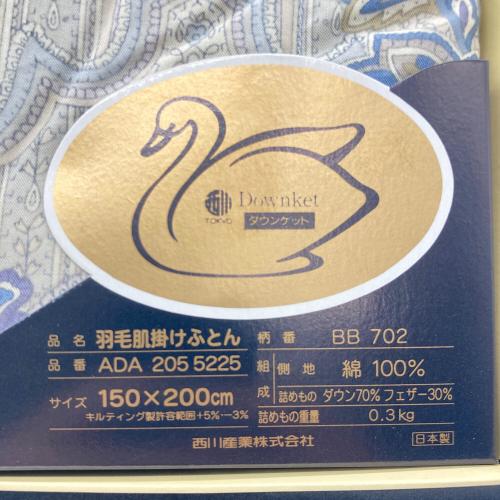 西川
TOKYO
Downket
ダウンケット
品名 羽毛肌掛けふとん 柄番 BB 702
品番 ADA 205 5225 組成 側地 綿 100%
サイズ 150×200cm 詰めもの ダウン70% フェザー30%
キルティング製許容範囲+5%-−3% 詰めもの重量 0.3kg
西川産業株式会社 日本製